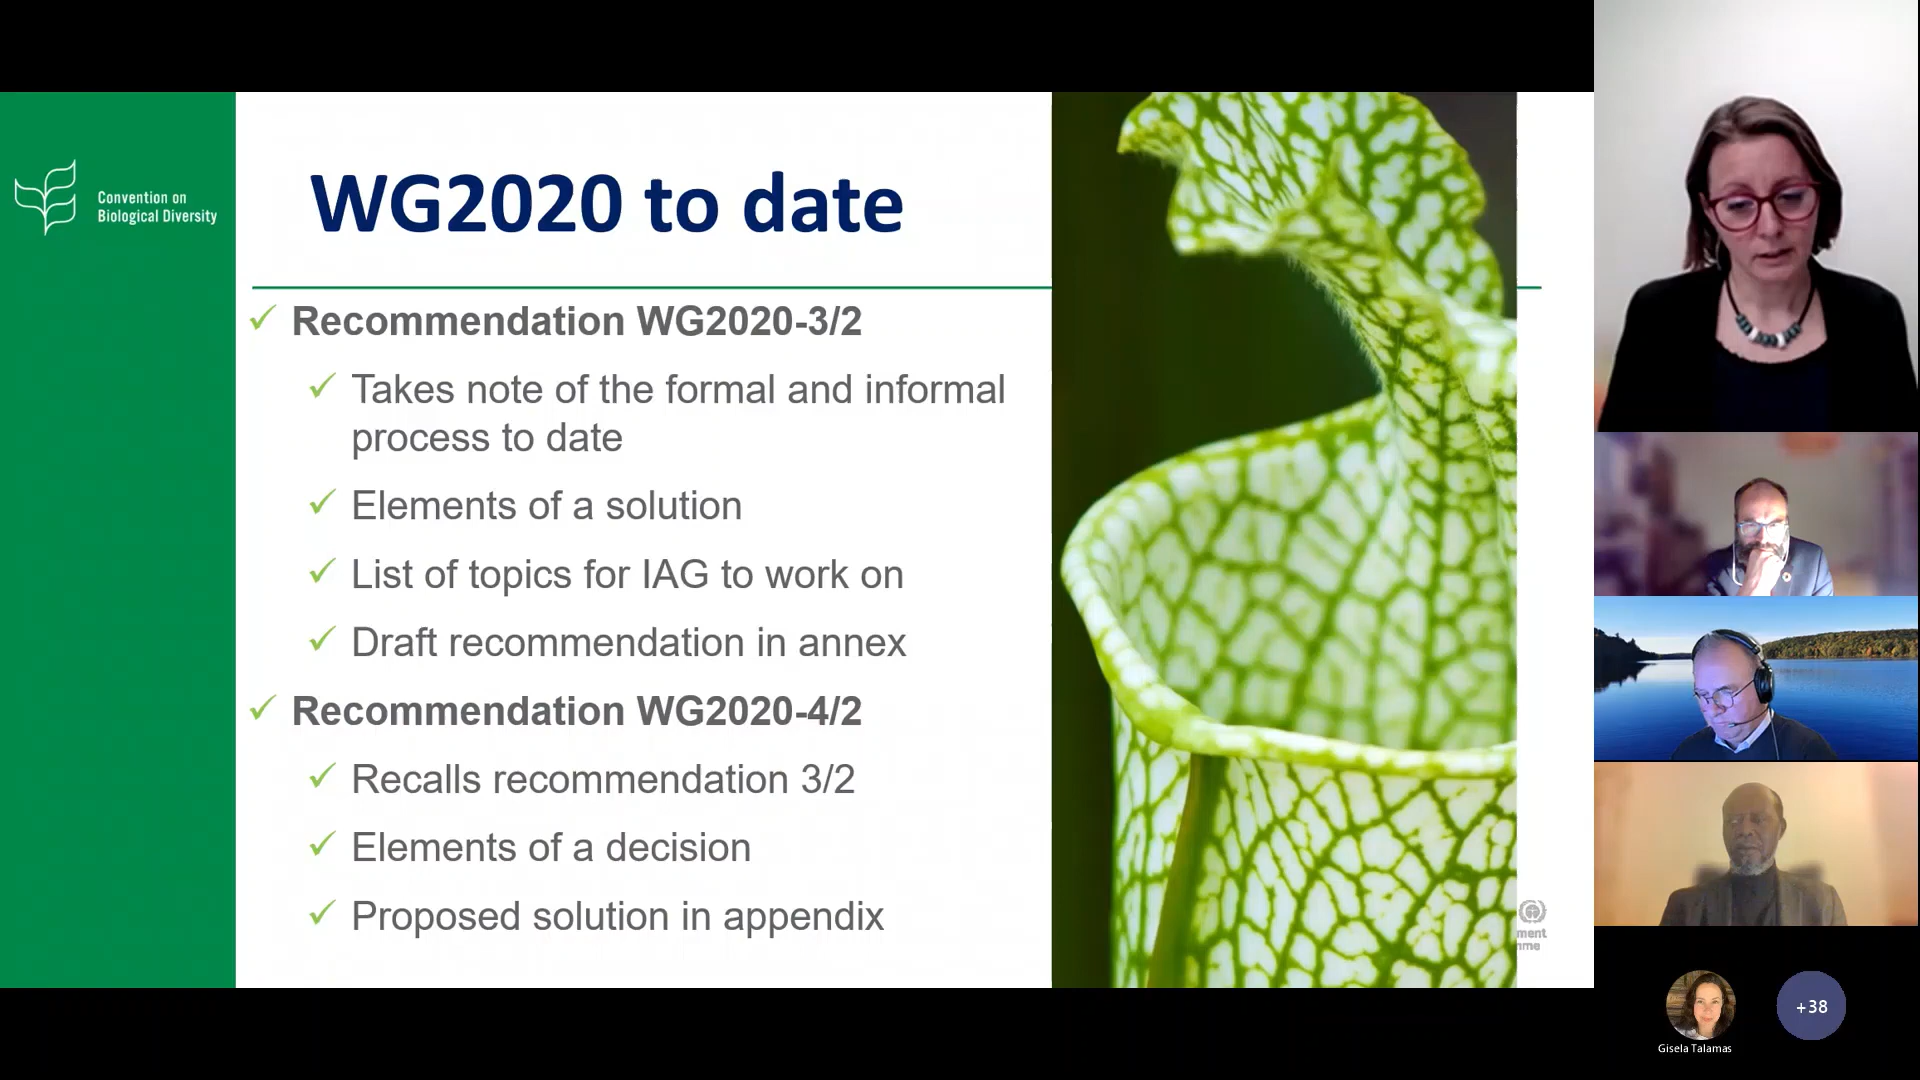 Convention on
Biological Diversity
WG2020 to date
Recommendation WG2020-3/2
Takes note of the formal and informal
process to date
Elements of a solution
List of topics for IAG to work on
Draft recommendation in annex
Recommendation WG2020-4/2
Recalls recommendation 3/2
Elements of a decision
Proposed solution in appendix
ment
mme
+38
Gisela Talamas